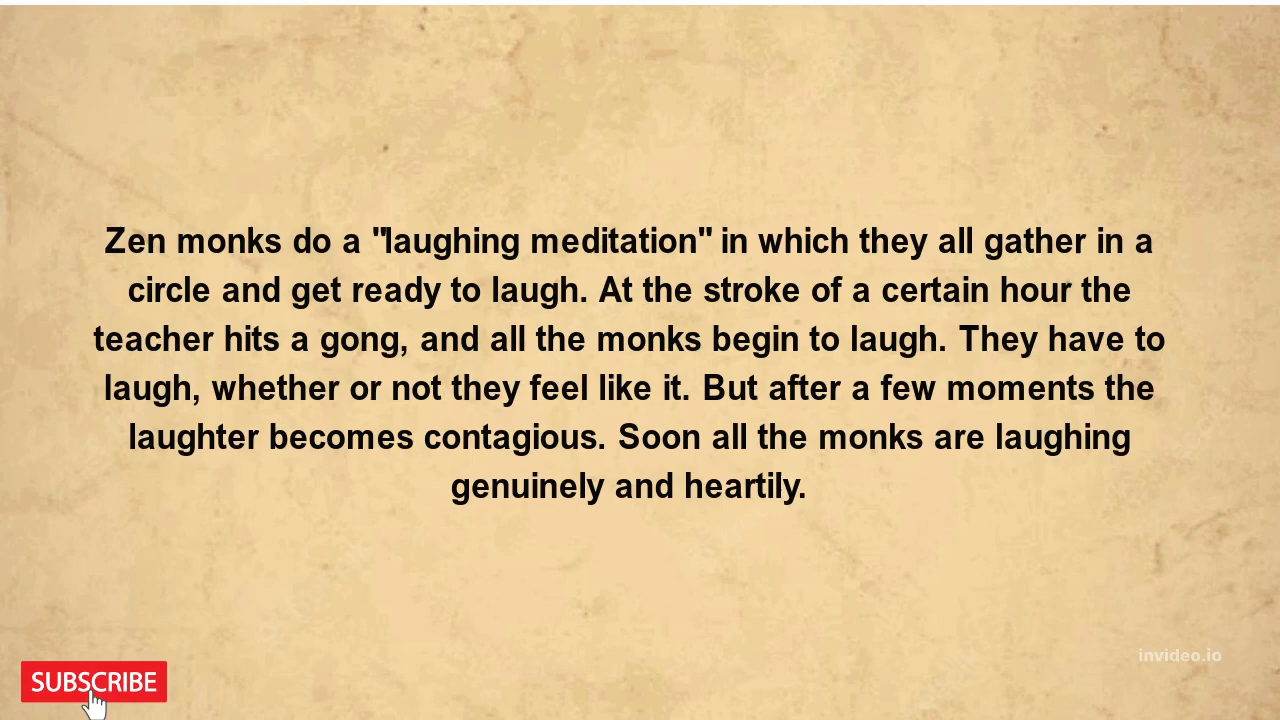 Zen monks do a "laughing meditation" in which they all gather in a
circle and get ready to laugh. At the stroke of a certain hour the
teacher hits a gong, and all the monks begin to laugh. They have to
laugh, whether or not they feel like it. But after a few moments the
laughter becomes contagious. Soon all the monks are laughing
genuinely and heartily.
invideo.io
SUBSCRIBE